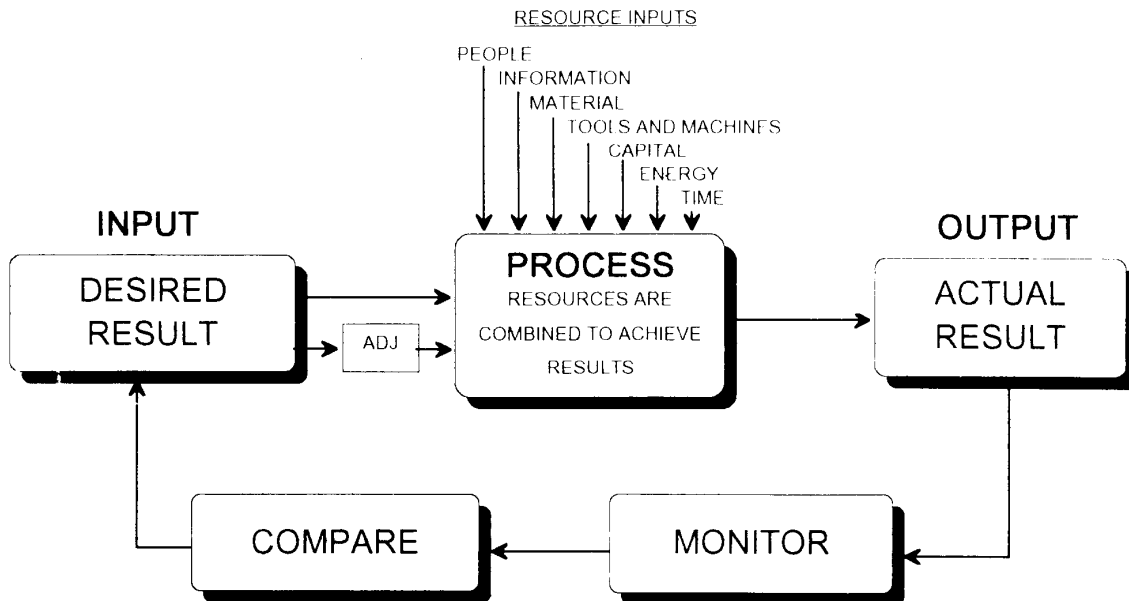 RESOURCE INPUTS
PEOPLE
INFORMATION
MATERIAL
TOOLS AND MACHINES
CAPITAL
ENERGY
TIME
INPUT
DESIRED
RESULT
ADJ
PROCESS
RESOURCES ARE
COMBINED TO ACHIEVE
RESULTS
OUTPUT
ACTUAL
RESULT
COMPARE
MONITOR